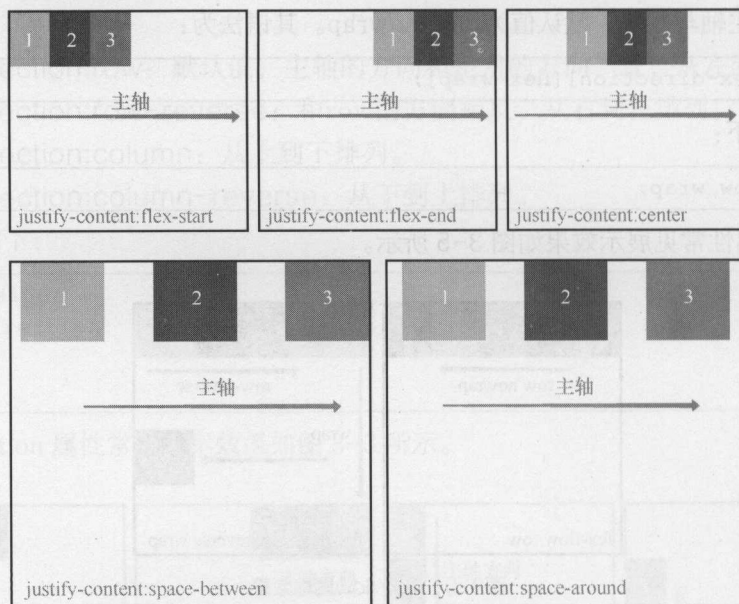 1 2 3
主轴
justify-content:flex-start
1 2 3
主轴
justify-content:flex-end
1 2 3
主轴
justify-content:center
1 2 3
主轴
justify-content:space-between
1 2 3
主轴
justify-content:space-around